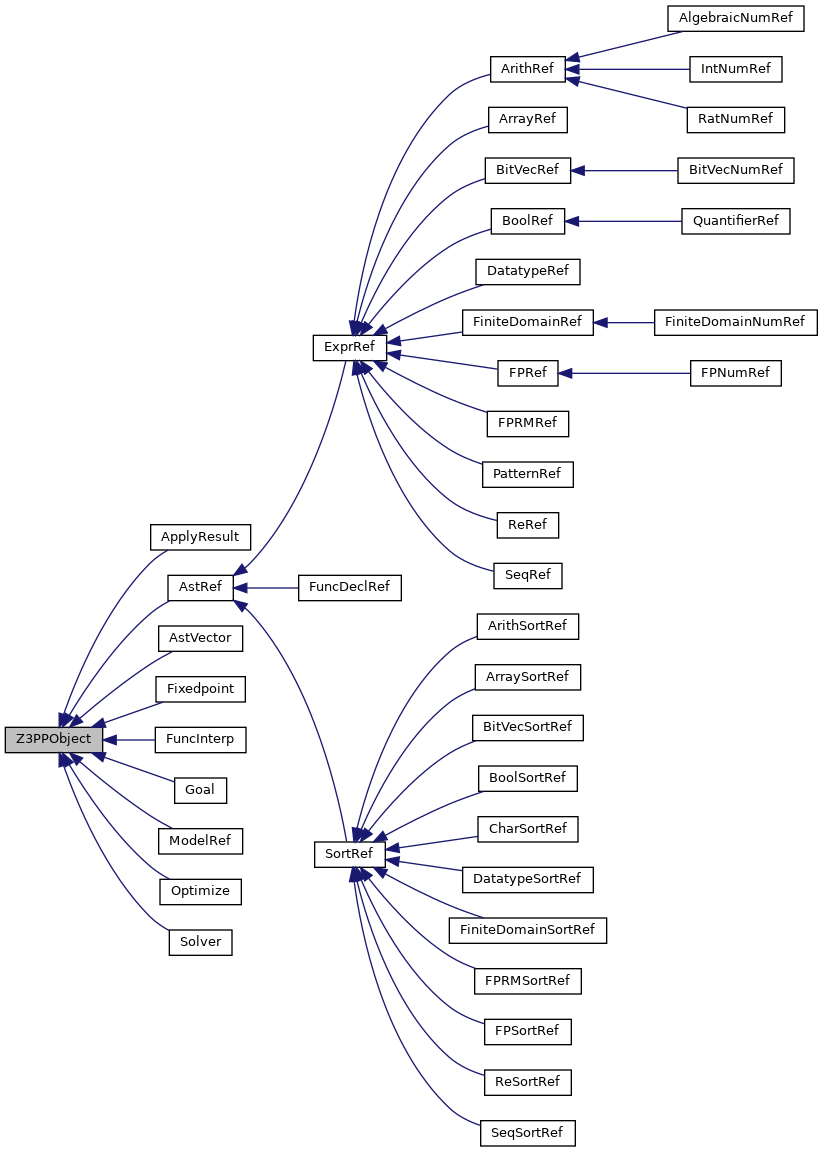 AlgebraicNumRef
ArithRef
IntNumRef
RatNumRef
ArrayRef
BitVecRef
BitVecNumRef
BoolRef
QuantifierRef
DatatypeRef
FiniteDomainRef
FiniteDomainNumRef
ExprRef
FPRef
FPNumRef
FPRMRef
PatternRef
ReRef
ApplyResult
SeqRef
AstRef
FuncDeclRef
ArithSortRef
AstVector
ArraySortRef
Fixedpoint
BitVecSortRef
Z3PPObject
FuncInterp
BoolSortRef
Goal
CharSortRef
ModelRef
SortRef
DatatypeSortRef
Optimize
FiniteDomainSortRef
Solver
FPRMSortRef
FPSortRef
ReSortRef
SeqSortRef